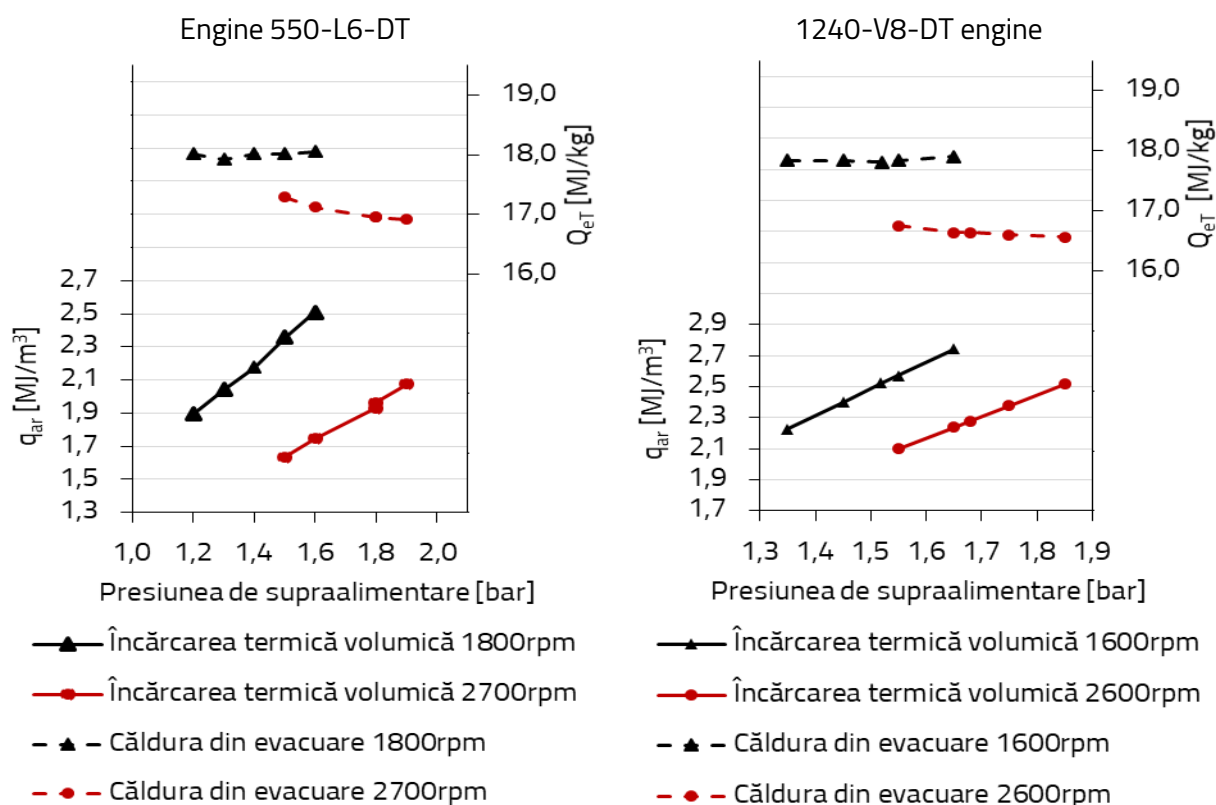 Engine 550-L6-DT
19,0
18,0
17,0
16,0
Q_eT [MJ/kg]
2,7
2,5
2,3
2,1
1,9
1,7
1,5
1,3
q_ar [MJ/m³]
1,0 1,2 1,4 1,6 1,8 2,0
Presiunea de supraalimentare [bar]
Încărcarea termică volumică 1800rpm
Încărcarea termică volumică 2700rpm
Căldura din evacuare 1800rpm
Căldura din evacuare 2700rpm
1240-V8-DT engine
19,0
18,0
17,0
16,0
Q_eT [MJ/kg]
2,9
2,7
2,5
2,3
2,1
1,9
1,7
q_ar [MJ/m³]
1,3 1,4 1,5 1,6 1,7 1,8 1,9
Presiunea de supraalimentare [bar]
Încărcarea termică volumică 1600rpm
Încărcarea termică volumică 2600rpm
Căldura din evacuare 1600rpm
Căldura din evacuare 2600rpm